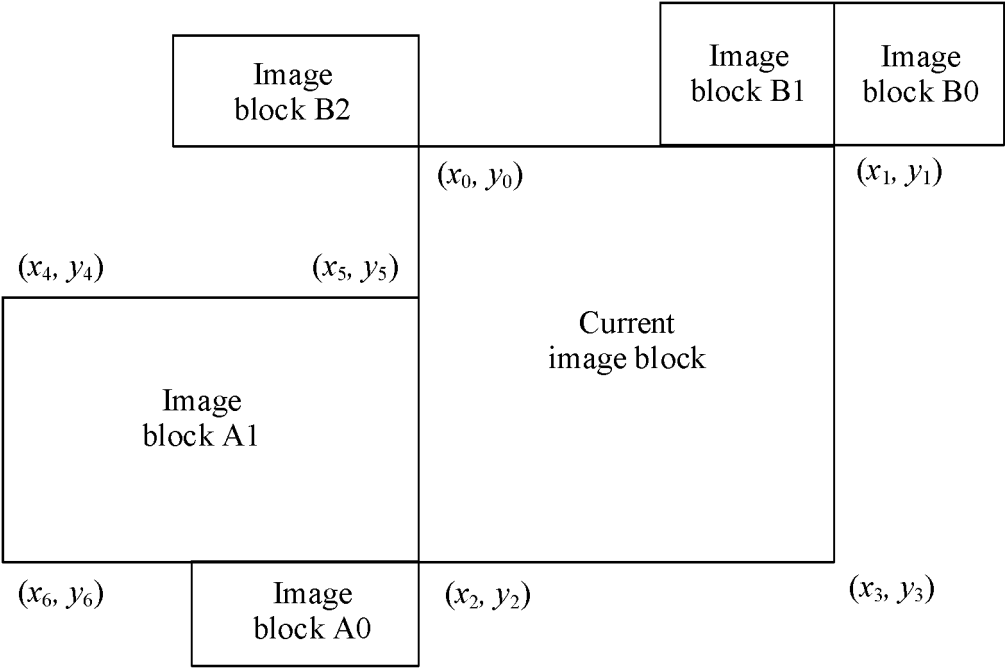 Image
block B2
Image
block B1
Image
block B0
(x₀, y₀)
(x₁, y₁)
(x₄, y₄)
(x₅, y₅)
Current
image block
Image
block A1
(x₆, y₆)
Image
block A0
(x₂, y₂)
(x₃, y₃)